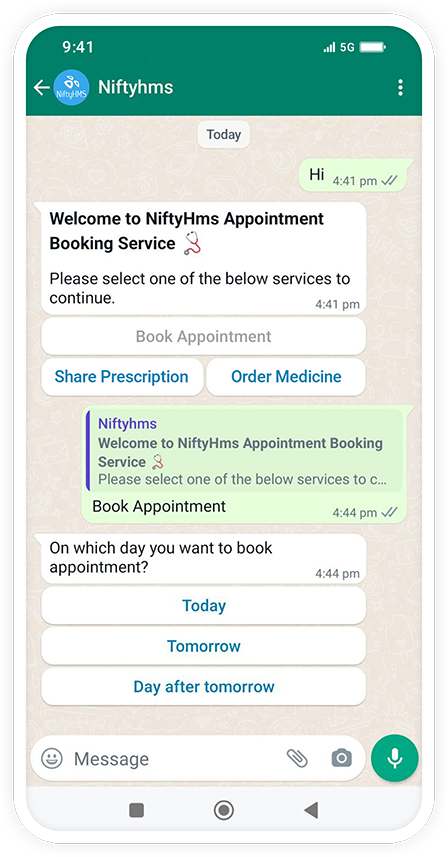 9:41
5G
NiftyHMS
Niftyhms
Today
Hi
4:41 pm
Welcome to NiftyHms Appointment
Booking Service
Please select one of the below services to
continue.
4:41 pm
Book Appointment
Share Prescription
Order Medicine
Niftyhms
Welcome to NiftyHms Appointment Booking
Service
Please select one of the below services to c...
Book Appointment
4:44 pm
On which day you want to book
appointment?
4:44 pm
Today
Tomorrow
Day after tomorrow
Message